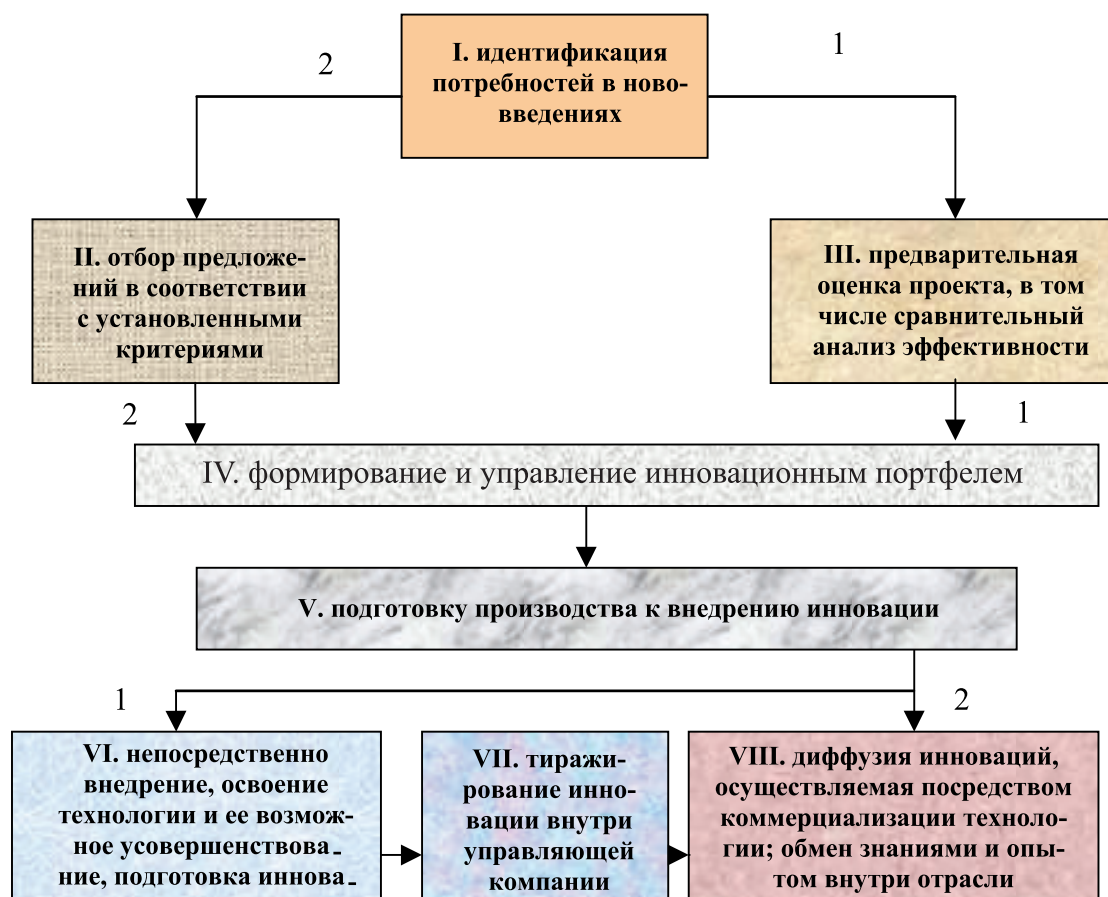 2
1
I. идентификация
потребностей в ново-
введениях
II. отбор предложе-
ний в соответствии
с установленными
критериями
III. предварительная
оценка проекта, в том
числе сравнительный
анализ эффективности
2
1
IV. формирование и управление инновационным портфелем
V. подготовку производства к внедрению инновации
1
2
VI. непосредственно
внедрение, освоение
технологии и ее возмож-
ное усовершенствова-
ние, подготовка иннова-
VII. тиражи-
рование инно-
вации внутри
управляющей
компании
VIII. диффузия инноваций,
осуществляемая посредством
коммерциализации техноло-
гии; обмен знаниями и опы-
том внутри отрасли